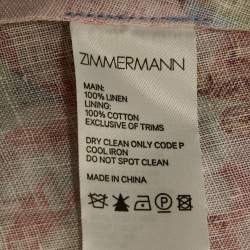 ZIMMERMANN
MAIN:
100% LINEN
LINING:
100% COTTON
EXCLUSIVE OF TRIMS
DRY CLEAN ONLY CODE P
COOL IRON
DO NOT SPOT CLEAN
MADE IN CHINA